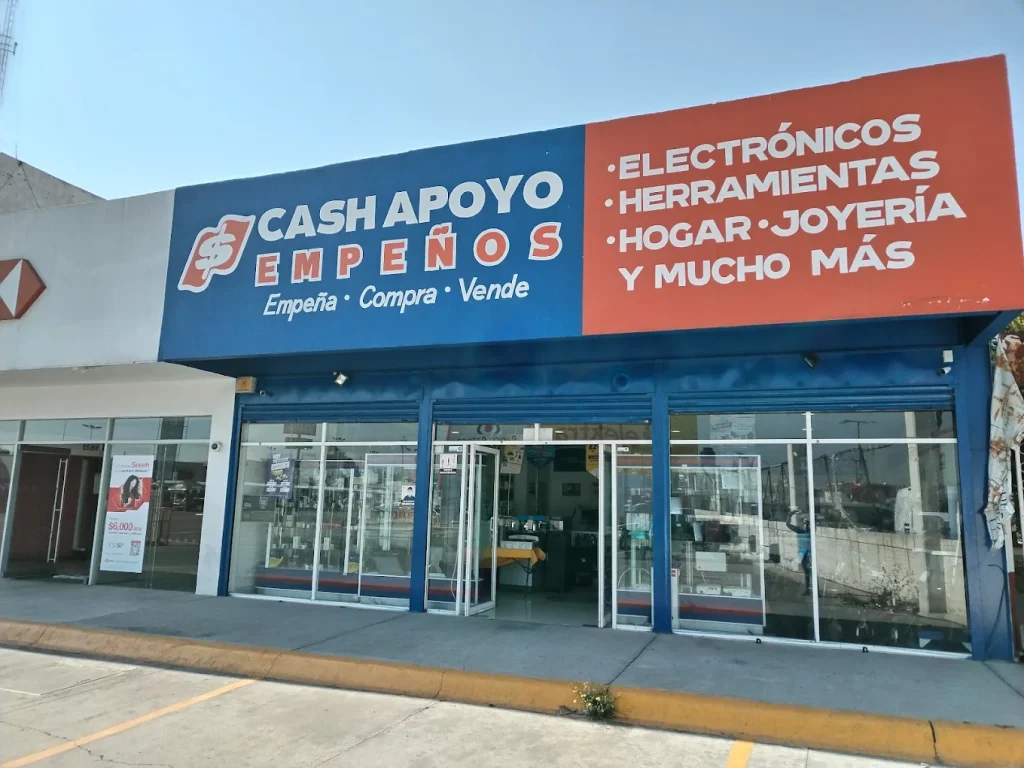 CASH APOYO
EMPEÑOS
Empeña · Compra · Vende
·ELECTRÓNICOS
·HERRAMIENTAS
·HOGAR ·JOYERÍA
Y MUCHO MÁS
$6,000